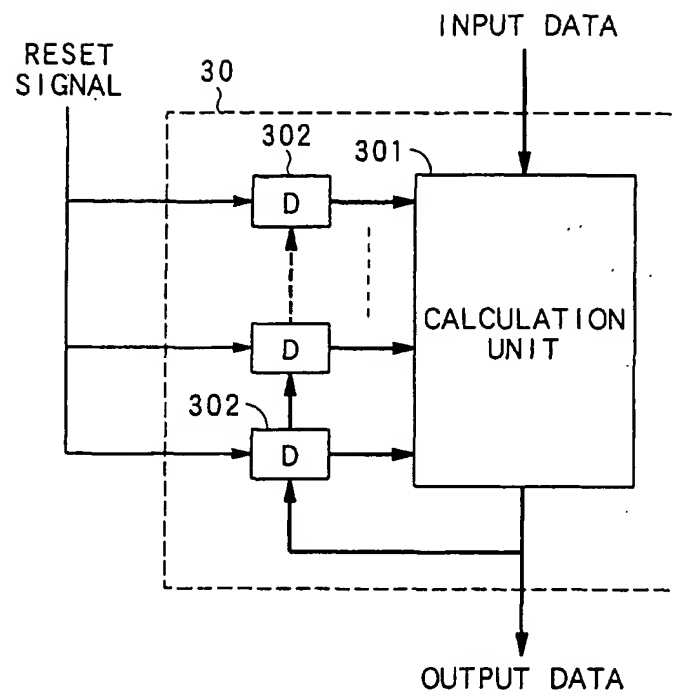 INPUT DATA
RESET
SIGNAL
30
302
301
D
CALCULATION
UNIT
D
302
D
OUTPUT DATA